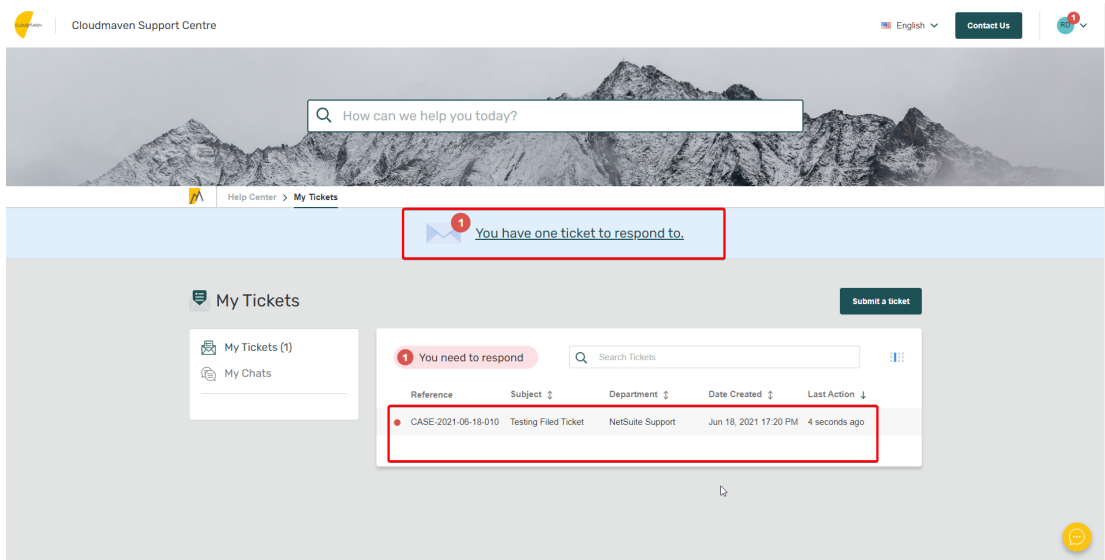 CLOUDMAVEN
Cloudmaven Support Centre
English
Contact Us
RD
1
How can we help you today?
Help Center > My Tickets
1
You have one ticket to respond to.
My Tickets
Submit a ticket
My Tickets (1)
My Chats
1 You need to respond
Search Tickets
Reference Subject Department Date Created Last Action
CASE-2021-06-18-010 Testing Filed Ticket NetSuite Support Jun 18, 2021 17:20 PM 4 seconds ago